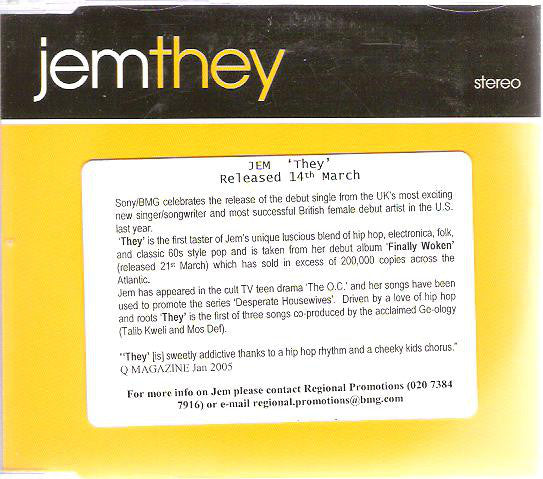 jemthey
stereo
JEM 'They'
Released 14th March
Sony/BMG celebrates the release of the debut single from the UK's most exciting
new singer/songwriter and most successful British female debut artist in the U.S.
last year.
'They' is the first taster of Jem's unique luscious blend of hip hop, electronica, folk,
and classic 60s style pop and is taken from her debut album 'Finally Woken'
(released 21st March) which has sold in excess of 200,000 copies across the
Atlantic.
Jem has appeared in the cult TV teen drama 'The O.C.' and her songs have been
used to promote the series 'Desperate Housewives'. Driven by a love of hip hop
and roots 'They' is the first of three songs co-produced by the acclaimed Ge-ology
(Talib Kweli and Mos Def).
"'They' [is] sweetly addictive thanks to a hip hop rhythm and a cheeky kids chorus."
Q MAGAZINE Jan 2005
For more info on Jem please contact Regional Promotions (020 7384
7916) or e-mail regional.promotions@bmg.com